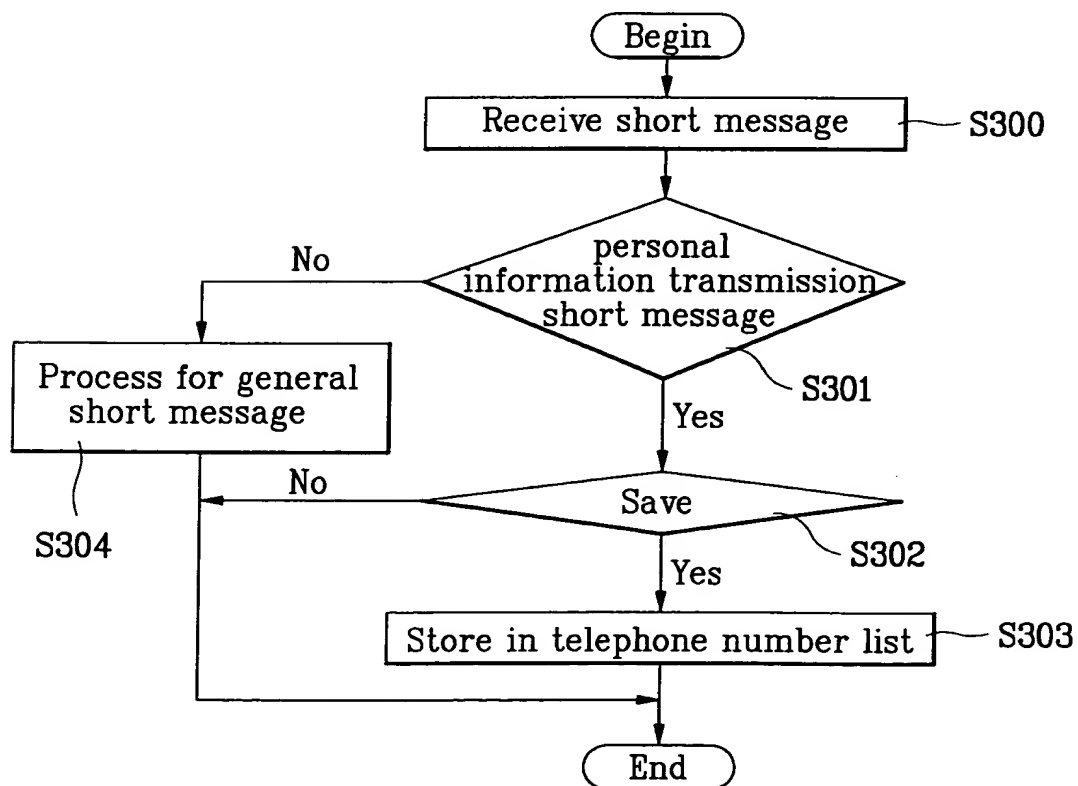 Begin
Receive short message
S300
personal
information transmission
short message
No
S301
Process for general
short message
Yes
No
Save
S304
S302
Yes
Store in telephone number list
S303
End